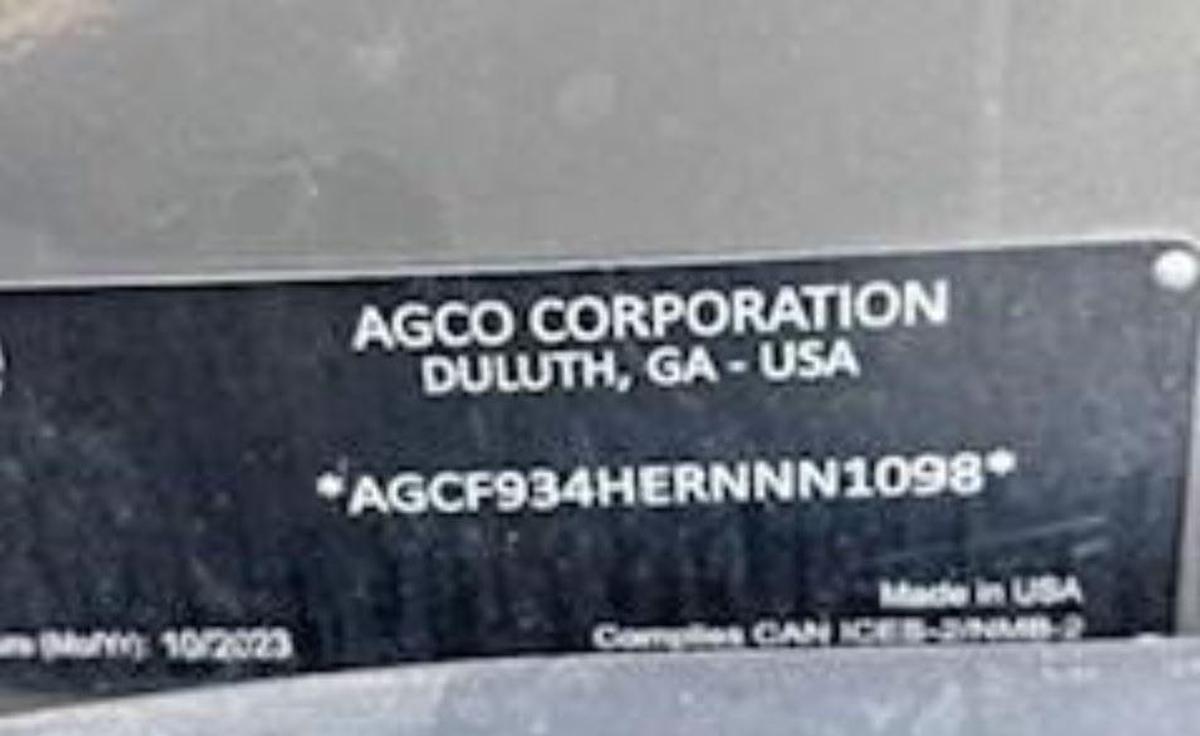 AGCO CORPORATION
DULUTH, GA - USA
*AGCF934HERNNN1098*
Made in USA
(Mo/Yr): 10/2023
Complies CAN ICES-2/NMB-2